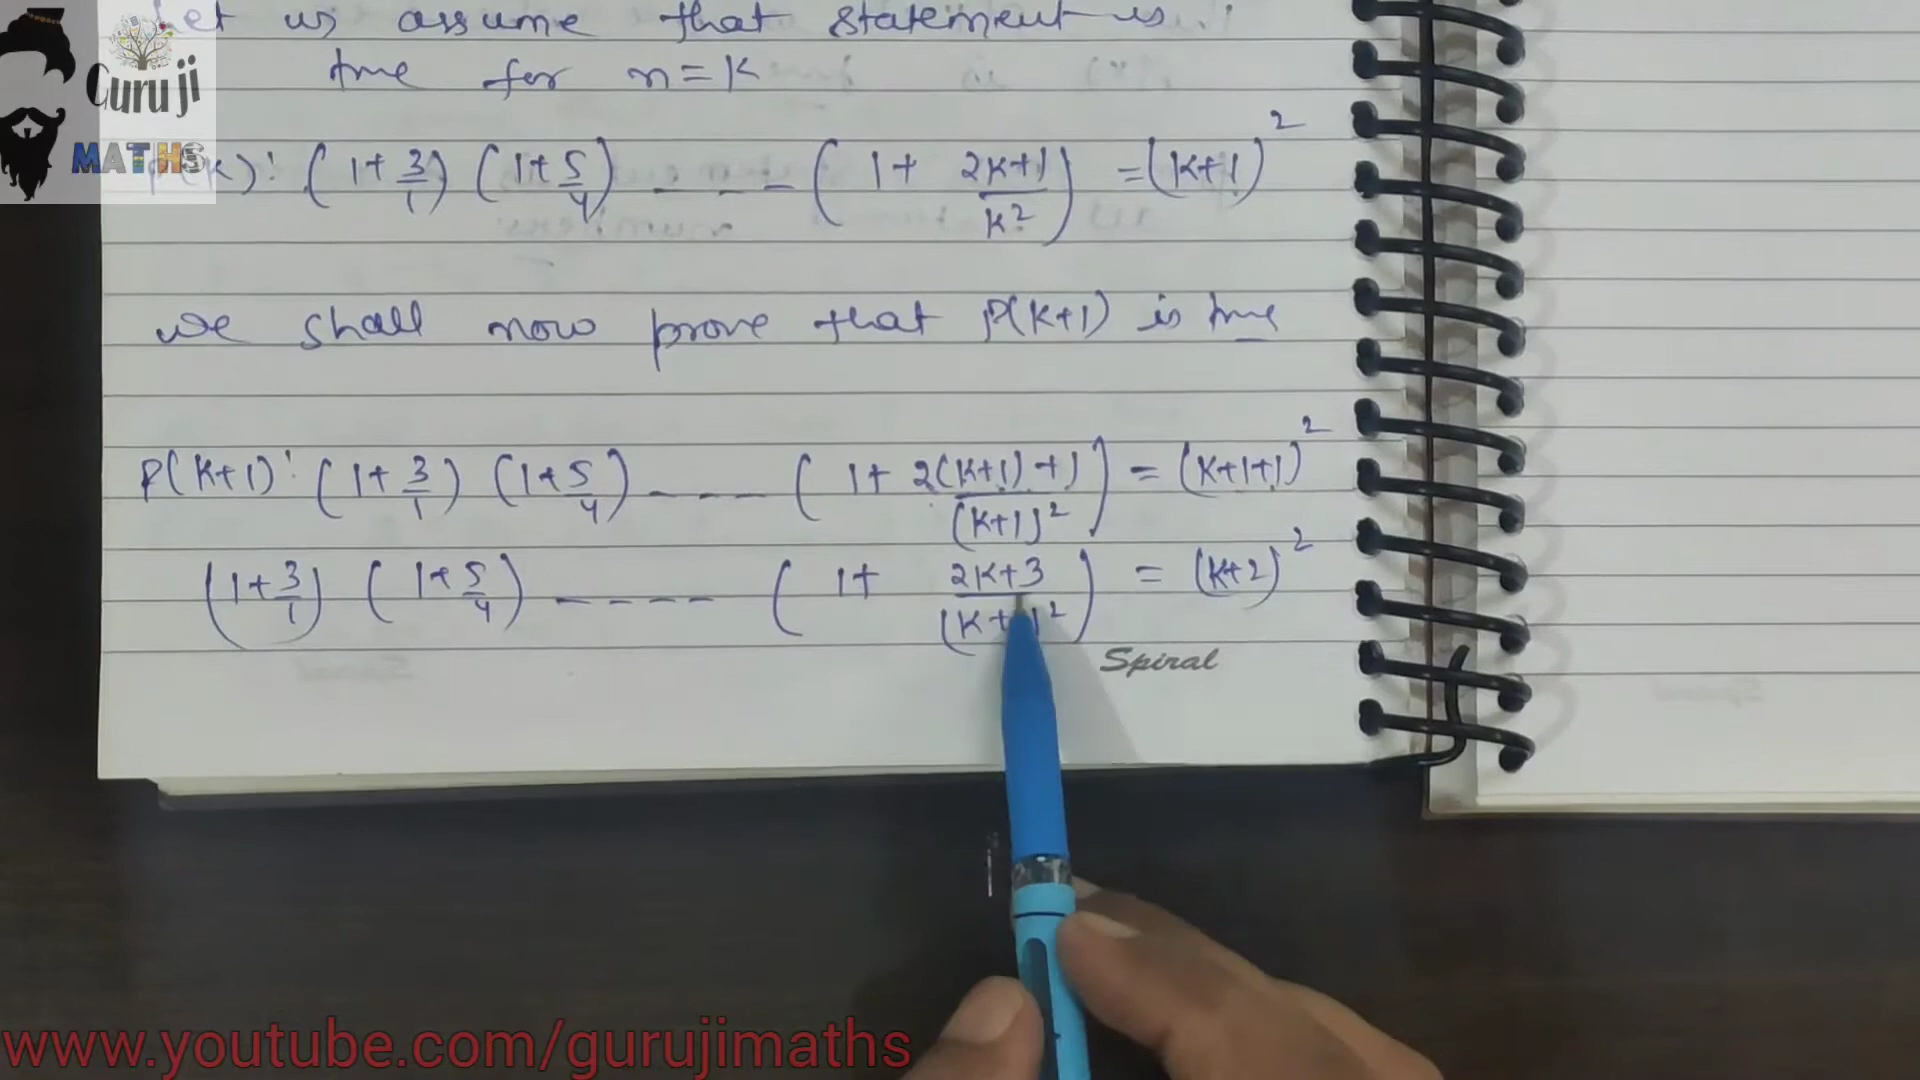 Let us assume that statement is
true for n = K
Guru ji
MATHS
P(K): (1+3/1) (1+5/4) - - - (1+ (2K+1)/K²) = (K+1)²
we shall now prove that P(K+1) is true
P(K+1): (1+3/1) (1+5/4) - - - (1+ (2(K+1)+1)/(K+1)²) = (K+1+1)²
(1+3/1) (1+5/4) - - - - (1+ (2K+3)/(K+1)²) = (K+2)²
Spiral
www.youtube.com/gurujimaths